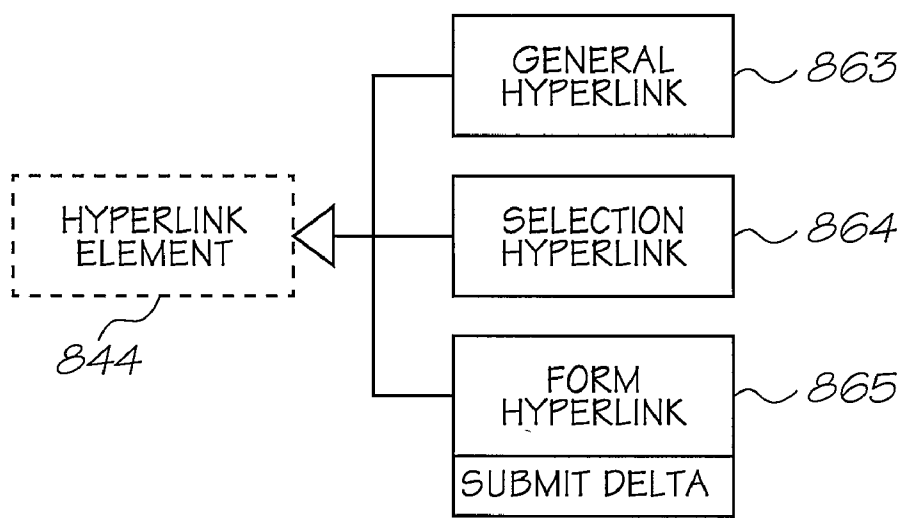 GENERAL
HYPERLINK
863
HYPERLINK
ELEMENT
844
SELECTION
HYPERLINK
864
FORM
HYPERLINK
865
SUBMIT DELTA